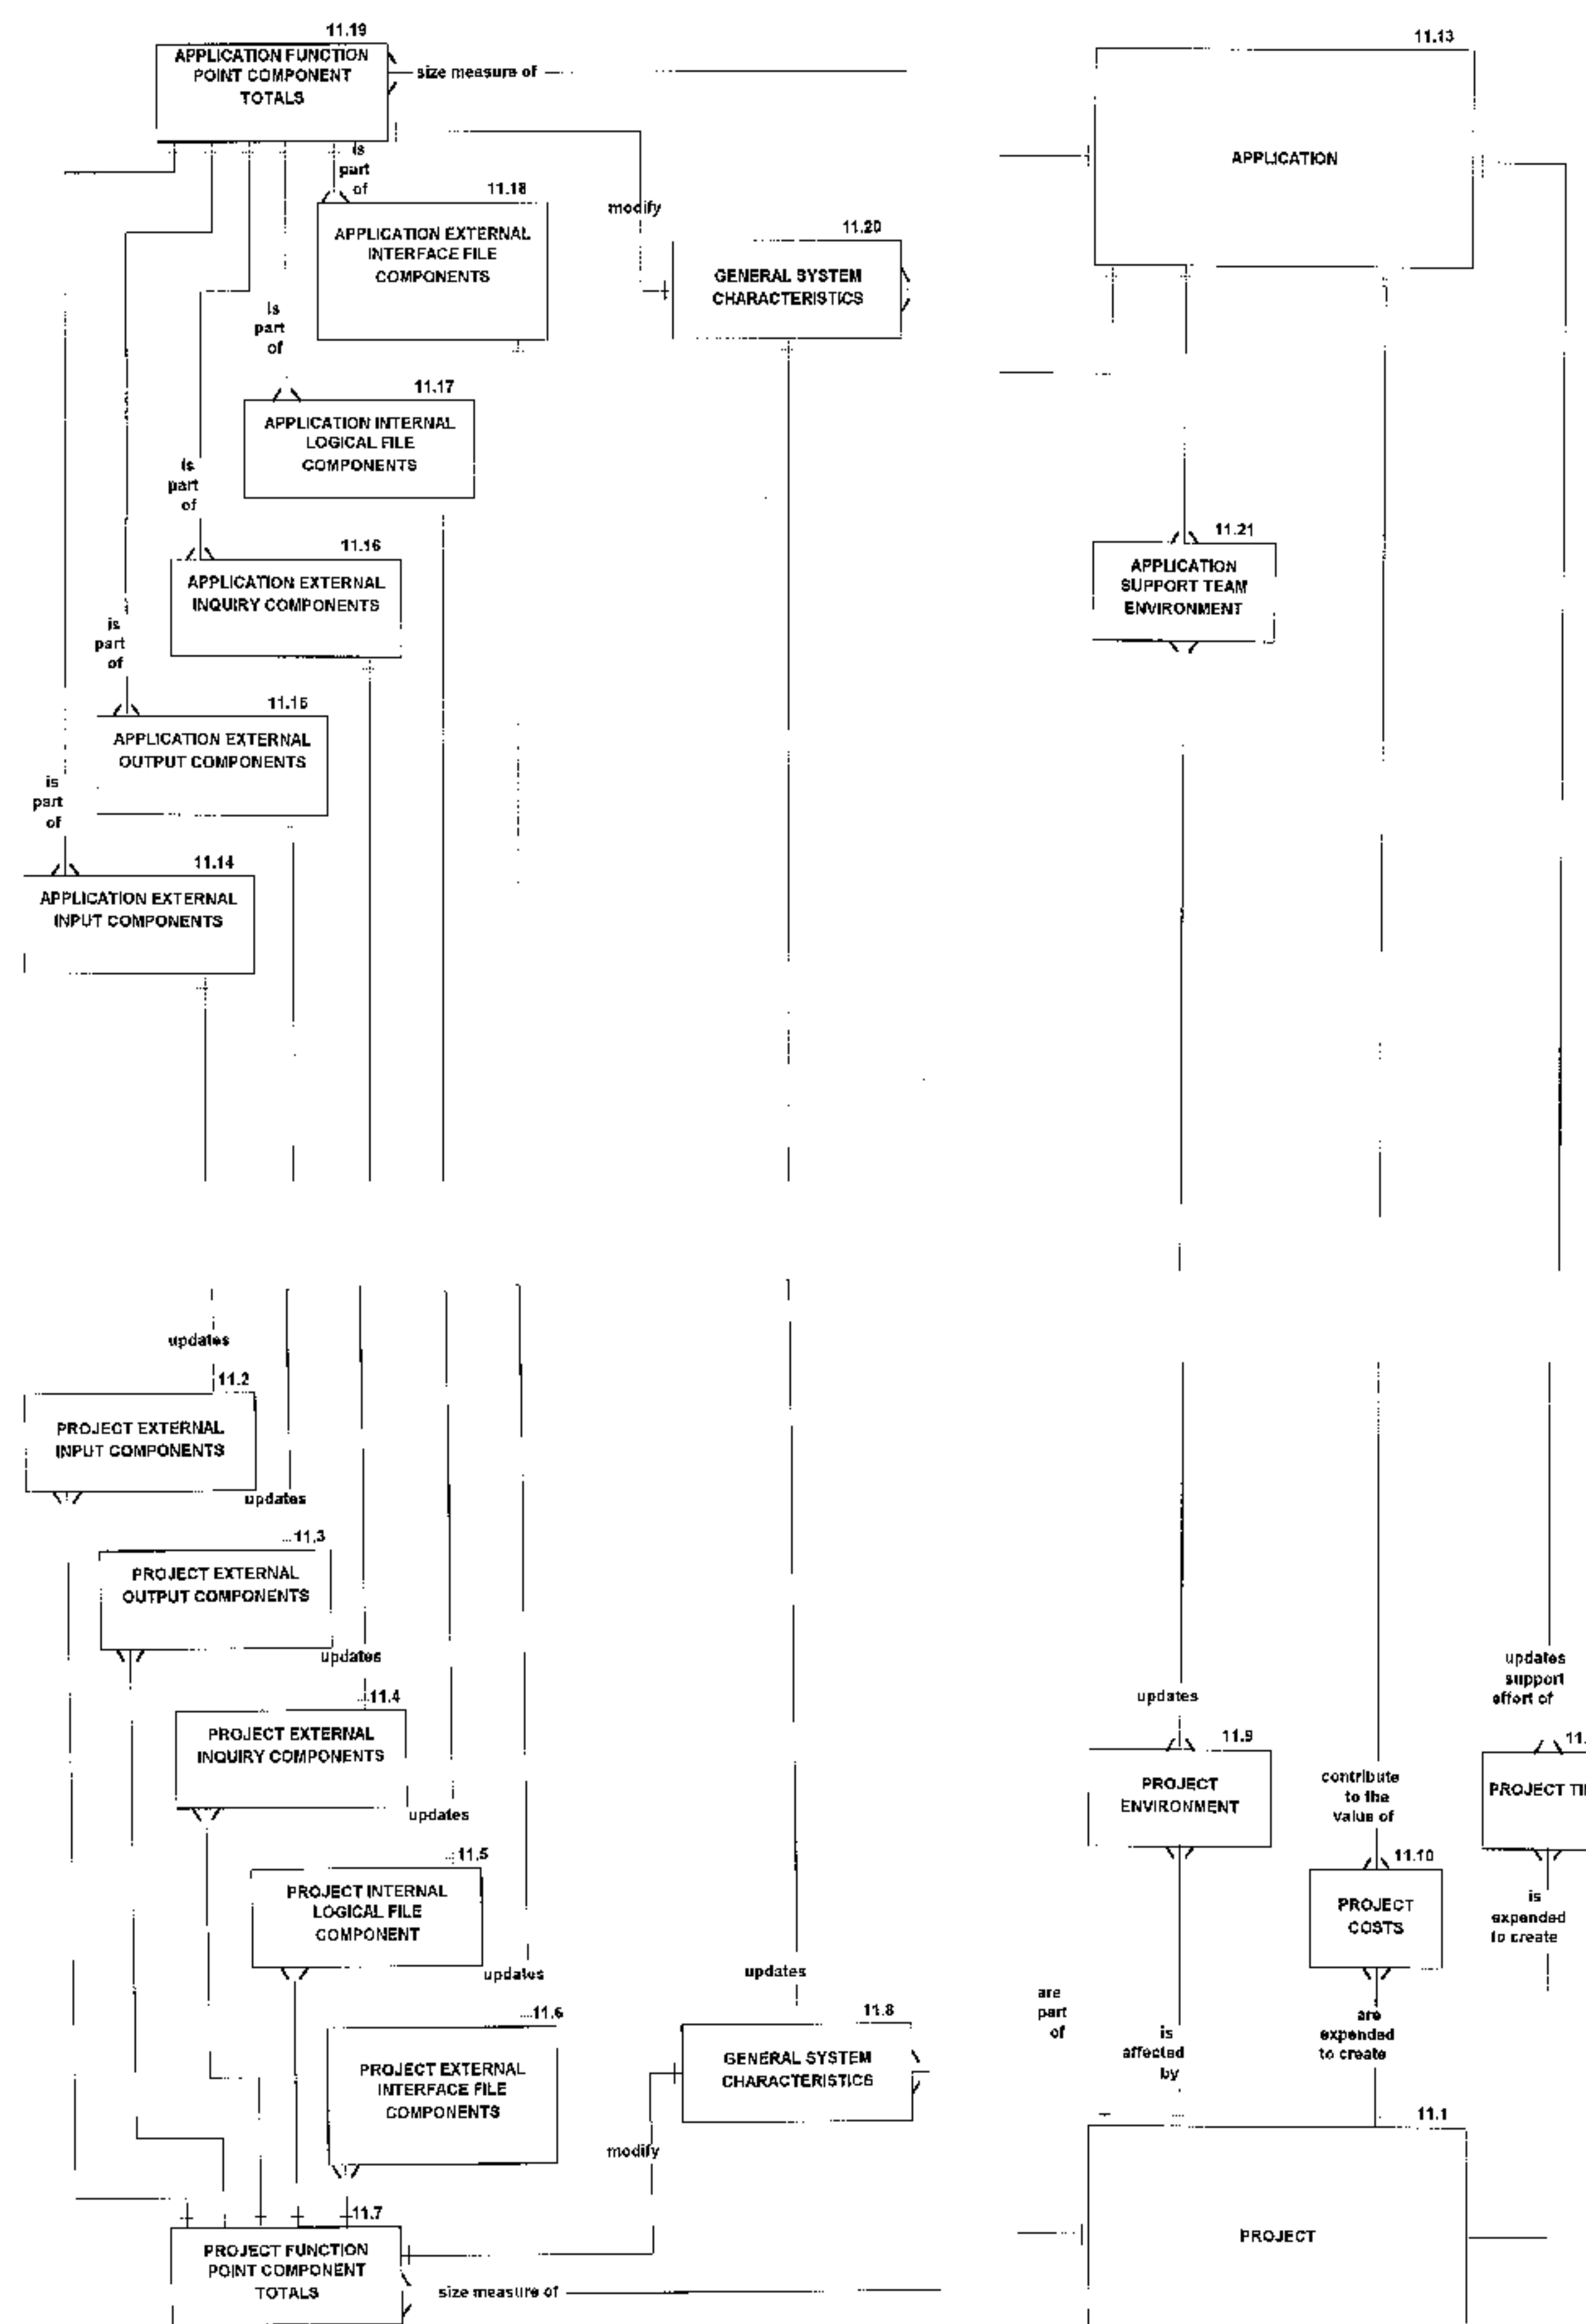 11.19
APPLICATION FUNCTION
POINT COMPONENT
TOTALS
size measure of
11.13
APPLICATION
is
part
of
11.18
APPLICATION EXTERNAL
INTERFACE FILE
COMPONENTS
modify
11.20
GENERAL SYSTEM
CHARACTERISTICS
is
part
of
11.17
APPLICATION INTERNAL
LOGICAL FILE
COMPONENTS
is
part
of
11.16
APPLICATION EXTERNAL
INQUIRY COMPONENTS
11.21
APPLICATION
SUPPORT TEAM
ENVIRONMENT
is
part
of
11.15
APPLICATION EXTERNAL
OUTPUT COMPONENTS
is
part
of
11.14
APPLICATION EXTERNAL
INPUT COMPONENTS
updates
11.2
PROJECT EXTERNAL
INPUT COMPONENTS
updates
11.3
PROJECT EXTERNAL
OUTPUT COMPONENTS
updates
11.4
PROJECT EXTERNAL
INQUIRY COMPONENTS
updates
11.5
PROJECT INTERNAL
LOGICAL FILE
COMPONENT
updates
11.6
PROJECT EXTERNAL
INTERFACE FILE
COMPONENTS
updates
11.8
GENERAL SYSTEM
CHARACTERISTICS
modify
updates
11.9
PROJECT
ENVIRONMENT
contribute
to the
value of
11.10
PROJECT
COSTS
updates
support
effort of
11.
PROJECT
is
expended
to create
are
part
of
is
affected
by
are
expended
to create
11.1
PROJECT
11.7
PROJECT FUNCTION
POINT COMPONENT
TOTALS
size measure of